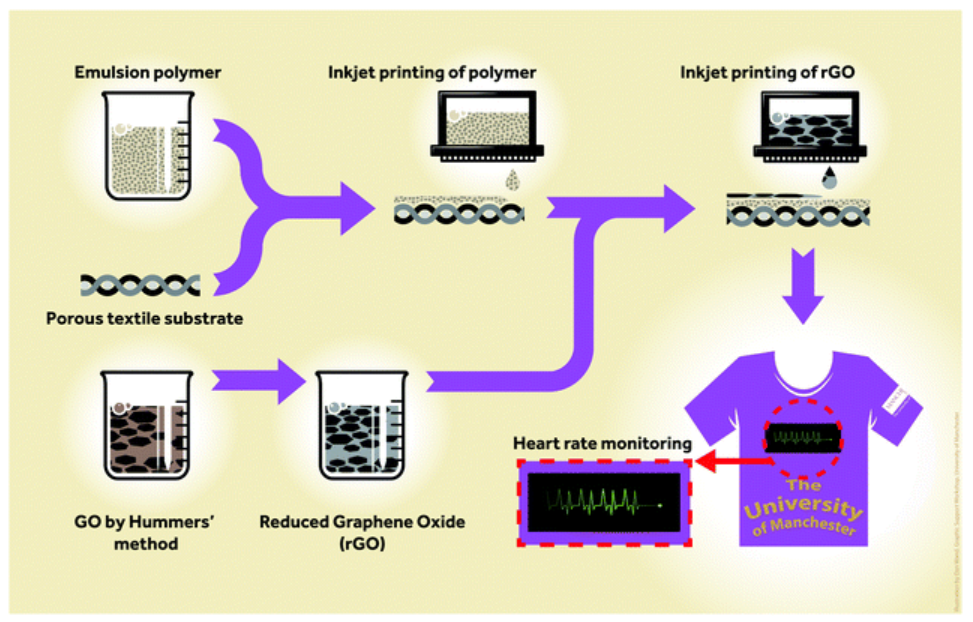 Emulsion polymer
Inkjet printing of polymer
Inkjet printing of rGO
Porous textile substrate
GO by Hummers'
method
Reduced Graphene Oxide
(rGO)
Heart rate monitoring
The
University
of Manchester